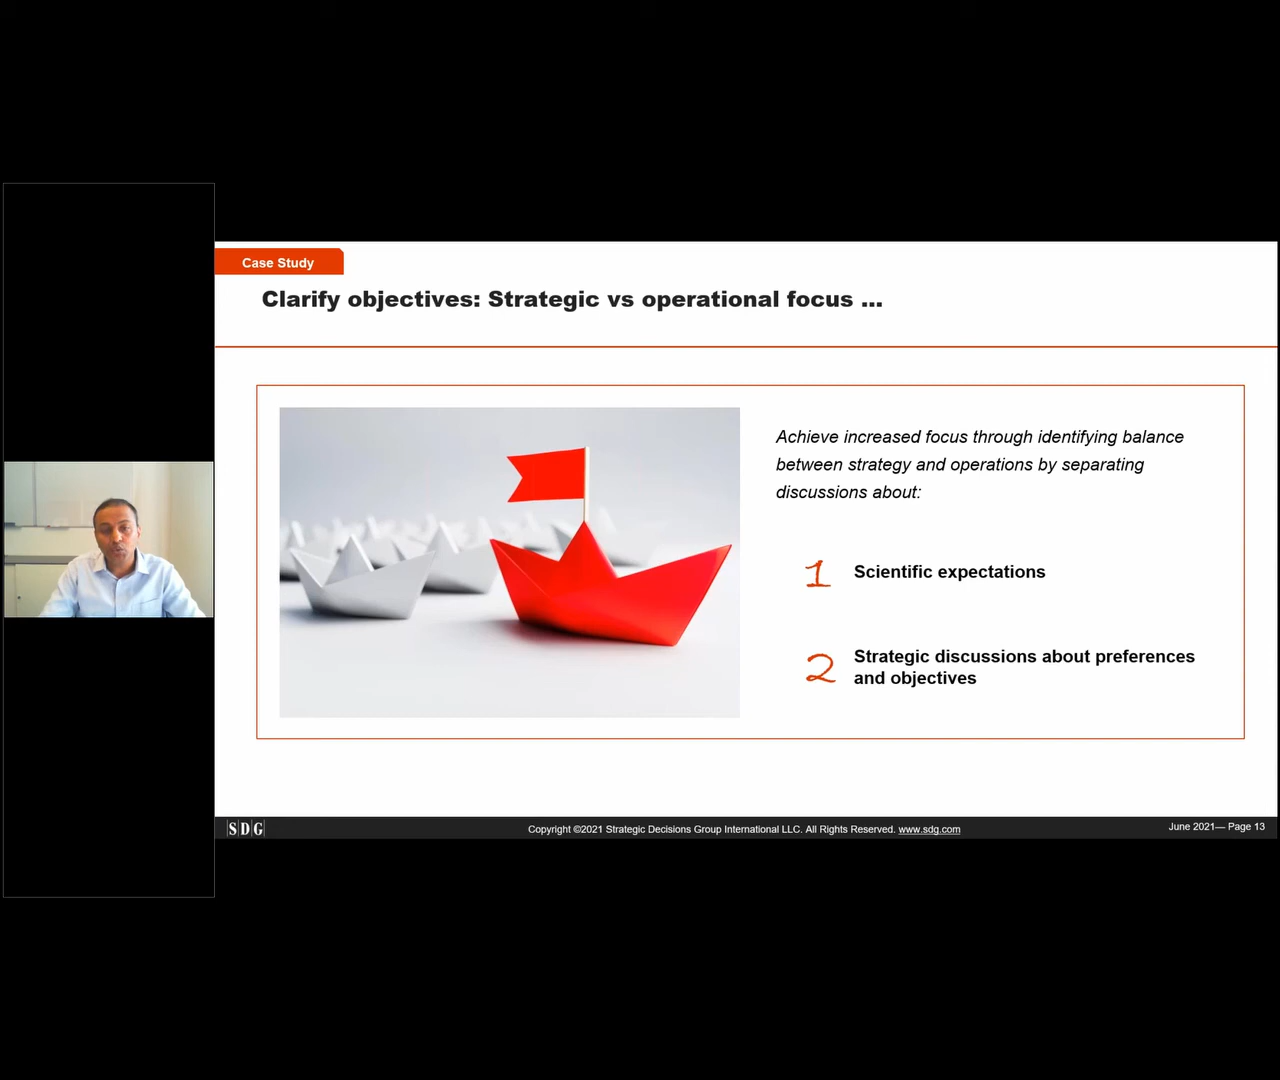 Case Study
Clarify objectives: Strategic vs operational focus ...
Achieve increased focus through identifying balance
between strategy and operations by separating
discussions about:
1 Scientific expectations
2 Strategic discussions about preferences
and objectives
SDG
Copyright ©2021 Strategic Decisions Group International LLC. All Rights Reserved. www.sdg.com
June 2021— Page 13